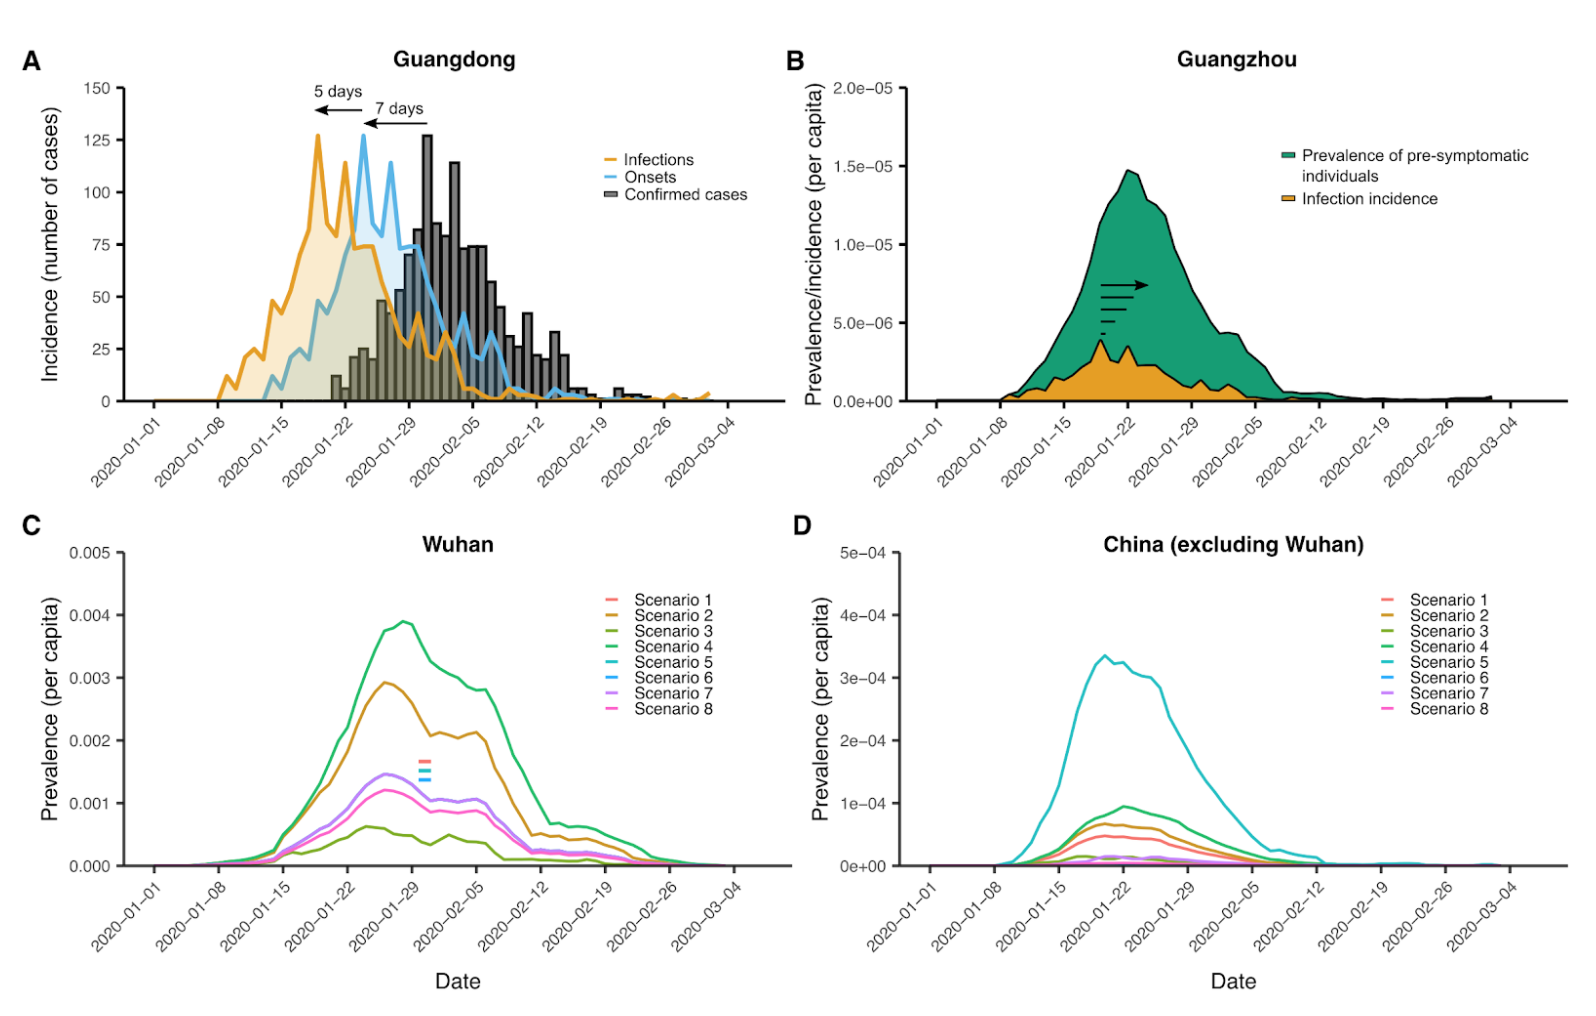 A
Guangdong
Incidence (number of cases)
150
125
100
75
50
25
0
5 days
7 days
Infections
Onsets
Confirmed cases
2020−01−01
2020−01−08
2020−01−15
2020−01−22
2020−01−29
2020−02−05
2020−02−12
2020−02−19
2020−02−26
2020−03−04
B
Guangzhou
Prevalence/incidence (per capita)
2.0e−05
1.5e−05
1.0e−05
5.0e−06
0.0e+00
Prevalence of pre-symptomatic
individuals
Infection incidence
2020−01−01
2020−01−08
2020−01−15
2020−01−22
2020−01−29
2020−02−05
2020−02−12
2020−02−19
2020−02−26
2020−03−04
C
Wuhan
Prevalence (per capita)
0.005
0.004
0.003
0.002
0.001
0.000
Scenario 1
Scenario 2
Scenario 3
Scenario 4
Scenario 5
Scenario 6
Scenario 7
Scenario 8
2020−01−01
2020−01−08
2020−01−15
2020−01−22
2020−01−29
2020−02−05
2020−02−12
2020−02−19
2020−02−26
2020−03−04
Date
D
China (excluding Wuhan)
Prevalence (per capita)
5e−04
4e−04
3e−04
2e−04
1e−04
0e+00
Scenario 1
Scenario 2
Scenario 3
Scenario 4
Scenario 5
Scenario 6
Scenario 7
Scenario 8
2020−01−01
2020−01−08
2020−01−15
2020−01−22
2020−01−29
2020−02−05
2020−02−12
2020−02−19
2020−02−26
2020−03−04
Date